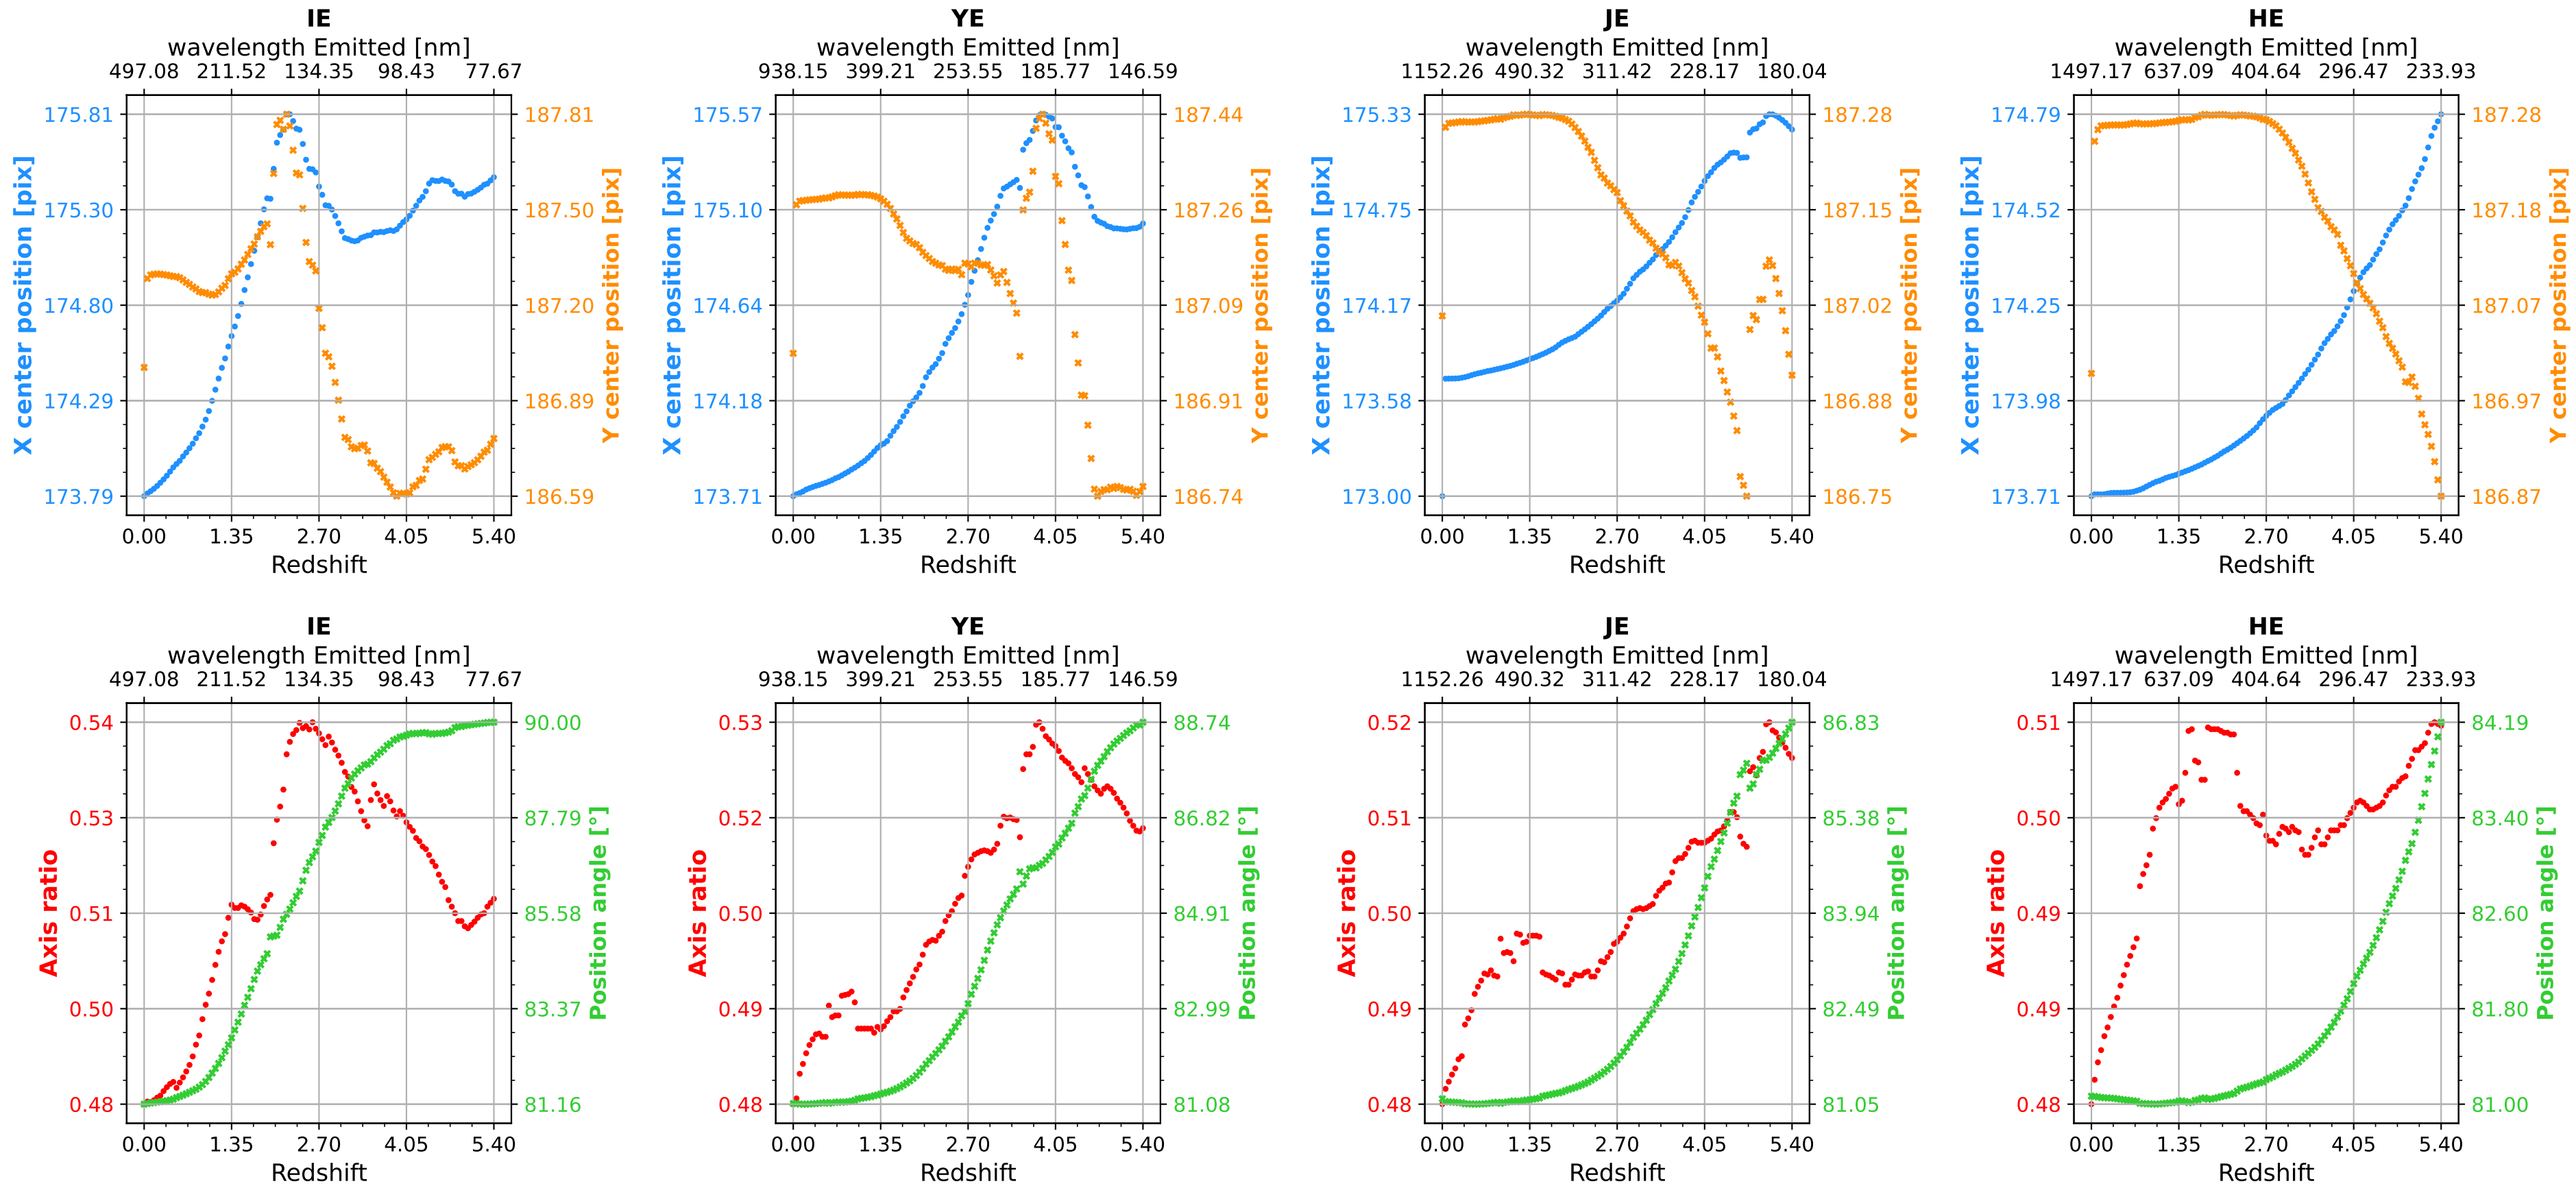 IE
wavelength Emitted [nm]
497.08 211.52 134.35 98.43 77.67
X center position [pix]
175.81
175.30
174.80
174.29
173.79
187.81
187.50
187.20
186.89
186.59
Y center position [pix]
0.00 1.35 2.70 4.05 5.40
Redshift
YE
wavelength Emitted [nm]
938.15 399.21 253.55 185.77 146.59
X center position [pix]
175.57
175.10
174.64
174.18
173.71
187.44
187.26
187.09
186.91
186.74
Y center position [pix]
0.00 1.35 2.70 4.05 5.40
Redshift
JE
wavelength Emitted [nm]
1152.26 490.32 311.42 228.17 180.04
X center position [pix]
175.33
174.75
174.17
173.58
173.00
187.28
187.15
187.02
186.88
186.75
Y center position [pix]
0.00 1.35 2.70 4.05 5.40
Redshift
HE
wavelength Emitted [nm]
1497.17 637.09 404.64 296.47 233.93
X center position [pix]
174.79
174.52
174.25
173.98
173.71
187.28
187.18
187.07
186.97
186.87
Y center position [pix]
0.00 1.35 2.70 4.05 5.40
Redshift
IE
wavelength Emitted [nm]
497.08 211.52 134.35 98.43 77.67
Axis ratio
0.54
0.53
0.51
0.50
0.48
90.00
87.79
85.58
83.37
81.16
Position angle [°]
0.00 1.35 2.70 4.05 5.40
Redshift
YE
wavelength Emitted [nm]
938.15 399.21 253.55 185.77 146.59
Axis ratio
0.53
0.52
0.50
0.49
0.48
88.74
86.82
84.91
82.99
81.08
Position angle [°]
0.00 1.35 2.70 4.05 5.40
Redshift
JE
wavelength Emitted [nm]
1152.26 490.32 311.42 228.17 180.04
Axis ratio
0.52
0.51
0.50
0.49
0.48
86.83
85.38
83.94
82.49
81.05
Position angle [°]
0.00 1.35 2.70 4.05 5.40
Redshift
HE
wavelength Emitted [nm]
1497.17 637.09 404.64 296.47 233.93
Axis ratio
0.51
0.50
0.49
0.49
0.48
84.19
83.40
82.60
81.80
81.00
Position angle [°]
0.00 1.35 2.70 4.05 5.40
Redshift